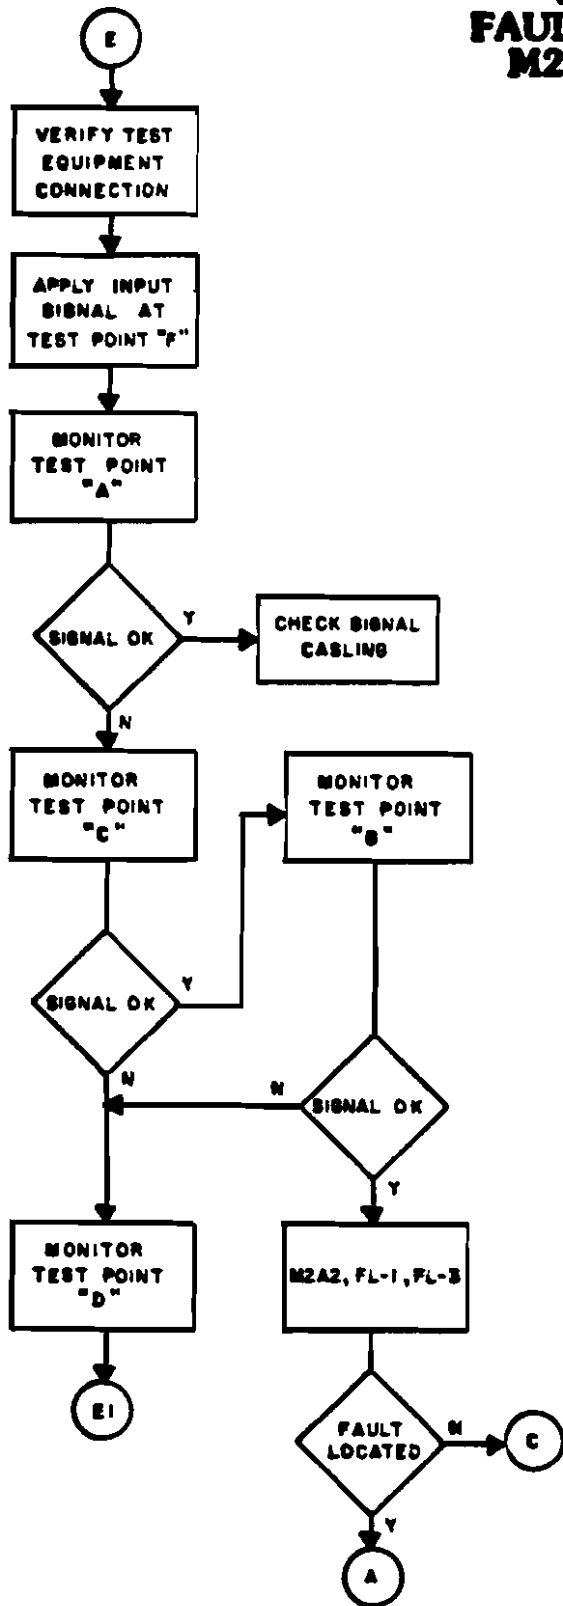 E
FAUL
M2
VERIFY TEST
EQUIPMENT
CONNECTION
APPLY INPUT
SIGNAL AT
TEST POINT "F"
MONITOR
TEST POINT
"A"
SIGNAL OK
Y
CHECK SIGNAL
CABLING
N
MONITOR
TEST POINT
"C"
MONITOR
TEST POINT
"B"
SIGNAL OK
Y
N
N
SIGNAL OK
Y
MONITOR
TEST POINT
"D"
M2A2, FL-1, FL-3
E1
FAULT
LOCATED
N
C
Y
A